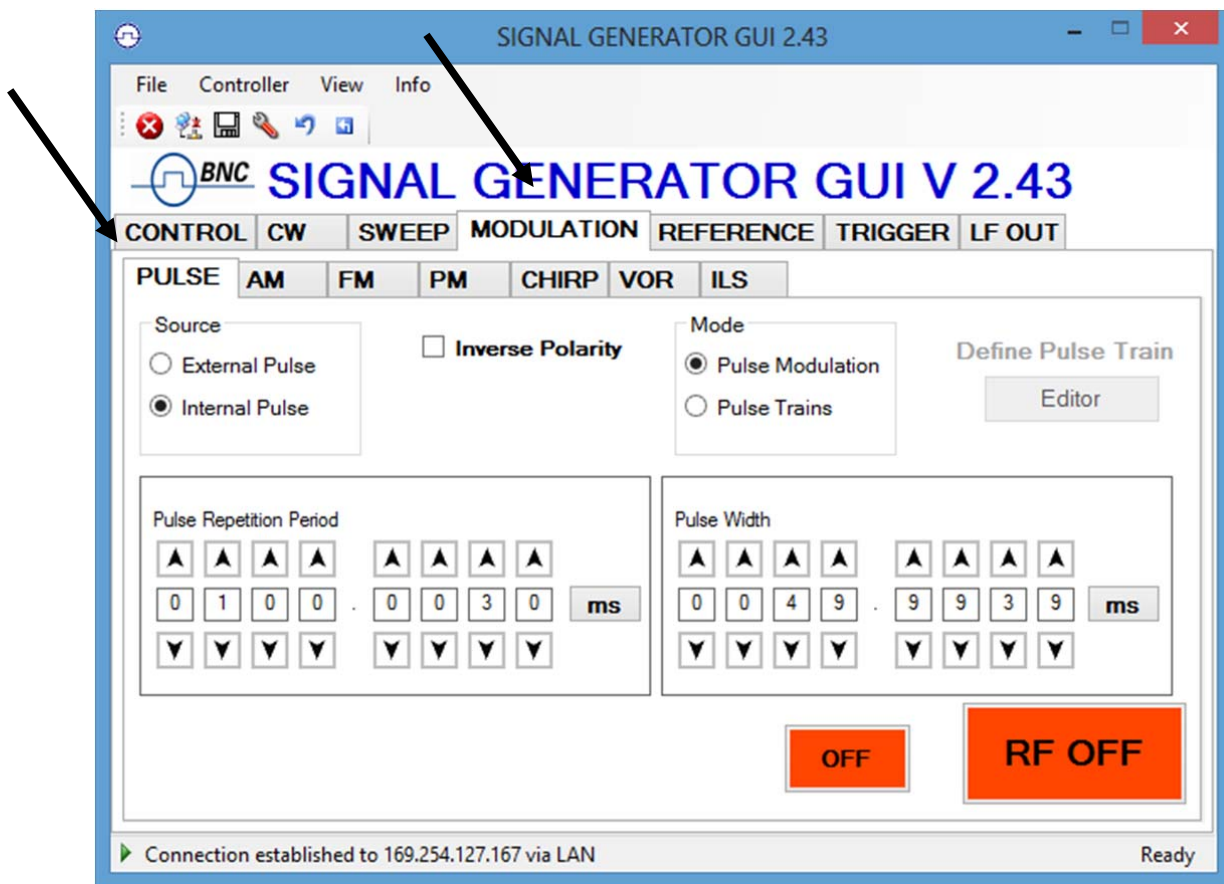 SIGNAL GENERATOR GUI 2.43
File Controller View Info
BNC SIGNAL GENERATOR GUI V 2.43
CONTROL CW SWEEP MODULATION REFERENCE TRIGGER LF OUT
PULSE AM FM PM CHIRP VOR ILS
Source
External Pulse
Internal Pulse
Inverse Polarity
Mode
Pulse Modulation
Pulse Trains
Define Pulse Train
Editor
Pulse Repetition Period
0 1 0 0 . 0 0 3 0 ms
Pulse Width
0 0 4 9 . 9 9 3 9 ms
OFF
RF OFF
Connection established to 169.254.127.167 via LAN
Ready